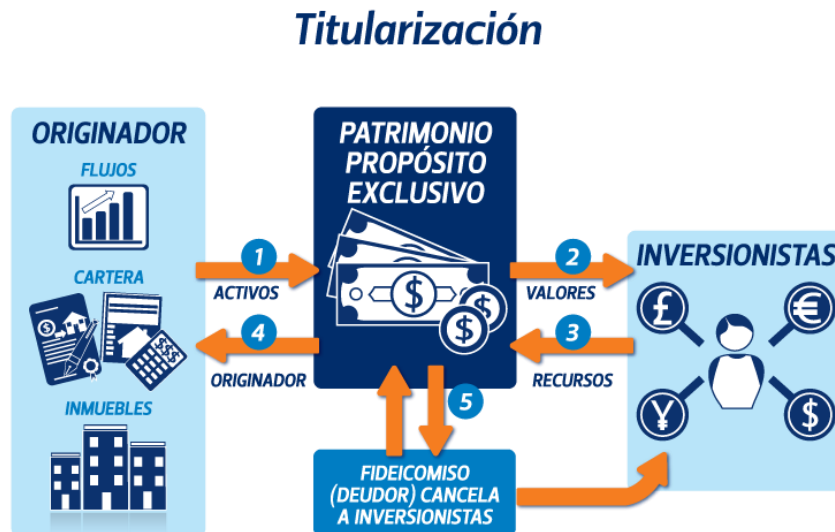 Titularización
ORIGINADOR
FLUJOS
CARTERA
INMUEBLES
1
ACTIVOS
4
ORIGINADOR
PATRIMONIO
PROPÓSITO
EXCLUSIVO
$
$
$
2
VALORES
3
RECURSOS
5
FIDEICOMISO
(DEUDOR) CANCELA
A INVERSIONISTAS
INVERSIONISTAS
£
€
¥
$